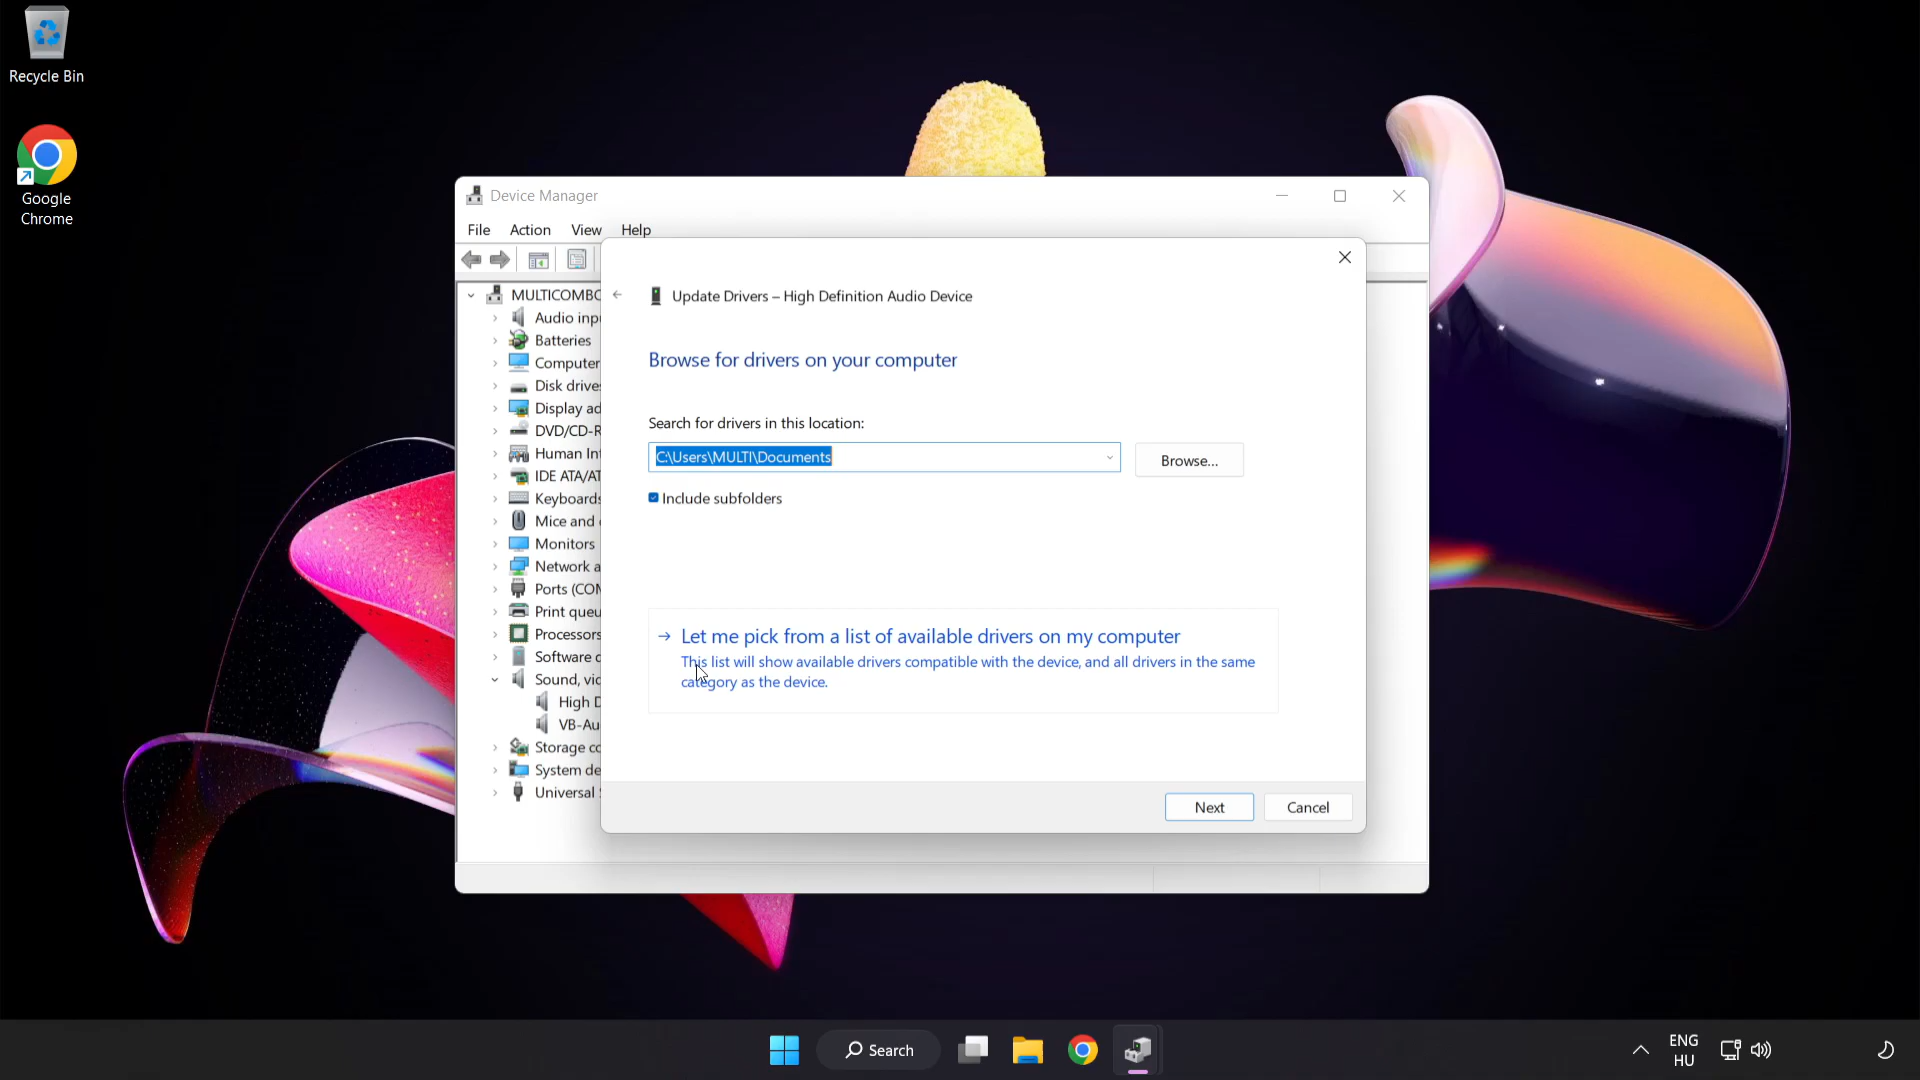 Recycle Bin
Google
Chrome
Device Manager
File Action View Help
MULTICOMBO
Audio inpu
Batteries
Computer
Disk drives
Display ad
DVD/CD-R
Human Int
IDE ATA/AT
Keyboards
Mice and
Monitors
Network a
Ports (COM
Print queu
Processors
Software d
Sound, vid
High D
VB-Au
Storage co
System de
Universal
Update Drivers – High Definition Audio Device
Browse for drivers on your computer
Search for drivers in this location:
C:\Users\MULTI\Documents
Browse...
Include subfolders
Let me pick from a list of available drivers on my computer
This list will show available drivers compatible with the device, and all drivers in the same
category as the device.
Next
Cancel
Search
ENG
HU